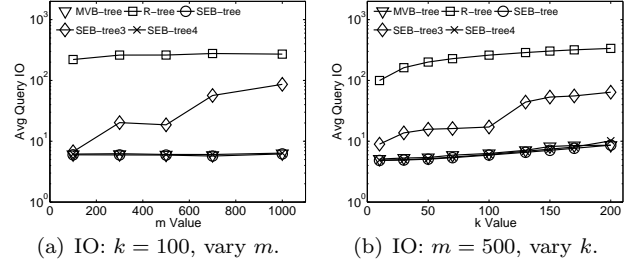 MVB−tree R−tree SEB−tree
SEB−tree3 SEB−tree4
Avg Query IO
10^3
10^2
10^1
10^0
0 200 400 600 800 1000
m Value
(a) IO: k = 100, vary m.
MVB−tree R−tree SEB−tree
SEB−tree3 SEB−tree4
Avg Query IO
10^3
10^2
10^1
10^0
0 50 100 150 200
k Value
(b) IO: m = 500, vary k.